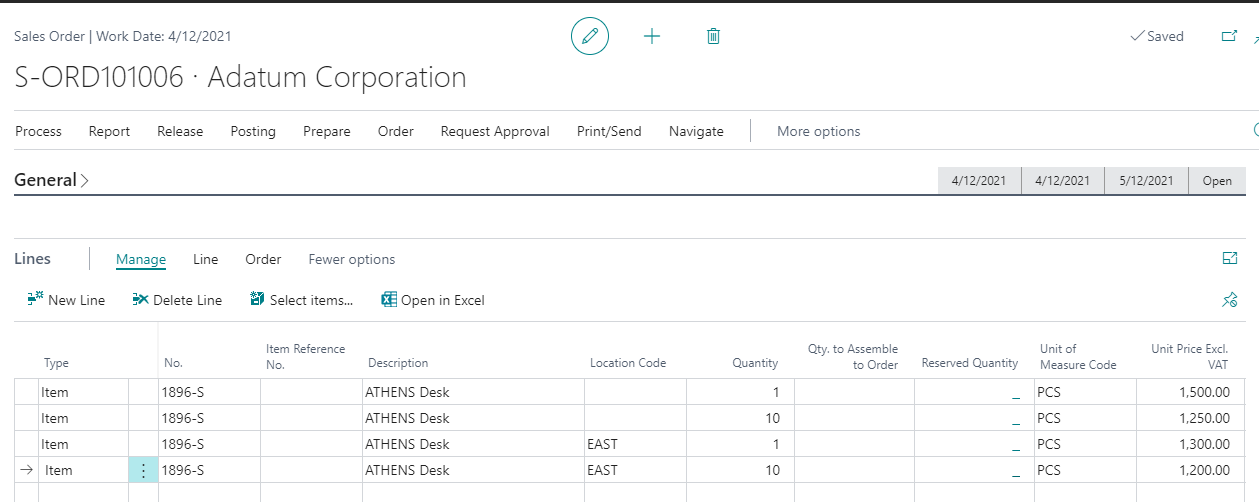 Sales Order | Work Date: 4/12/2021
Saved
S-ORD101006 · Adatum Corporation
Process Report Release Posting Prepare Order Request Approval Print/Send Navigate More options
General 4/12/2021 4/12/2021 5/12/2021 Open
Lines Manage Line Order Fewer options
New Line Delete Line Select items... Open in Excel
Type No. Item Reference No. Description Location Code Quantity Qty. to Assemble to Order Reserved Quantity Unit of Measure Code Unit Price Excl. VAT
Item 1896-S ATHENS Desk 1 _ PCS 1,500.00
Item 1896-S ATHENS Desk 10 _ PCS 1,250.00
Item 1896-S ATHENS Desk EAST 1 _ PCS 1,300.00
Item 1896-S ATHENS Desk EAST 10 _ PCS 1,200.00